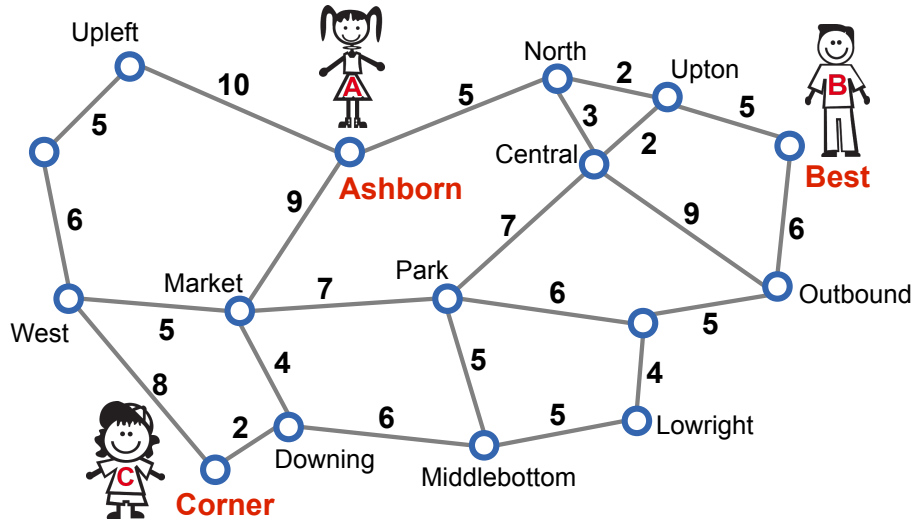 Upleft
10
A
5
North
2
Upton
B
5
5
3
2
Central
Ashborn
Best
9
6
7
9
6
Market
7
Park
6
Outbound
West
5
5
8
4
5
4
2
6
5
Lowright
C
Downing
Middlebottom
Corner